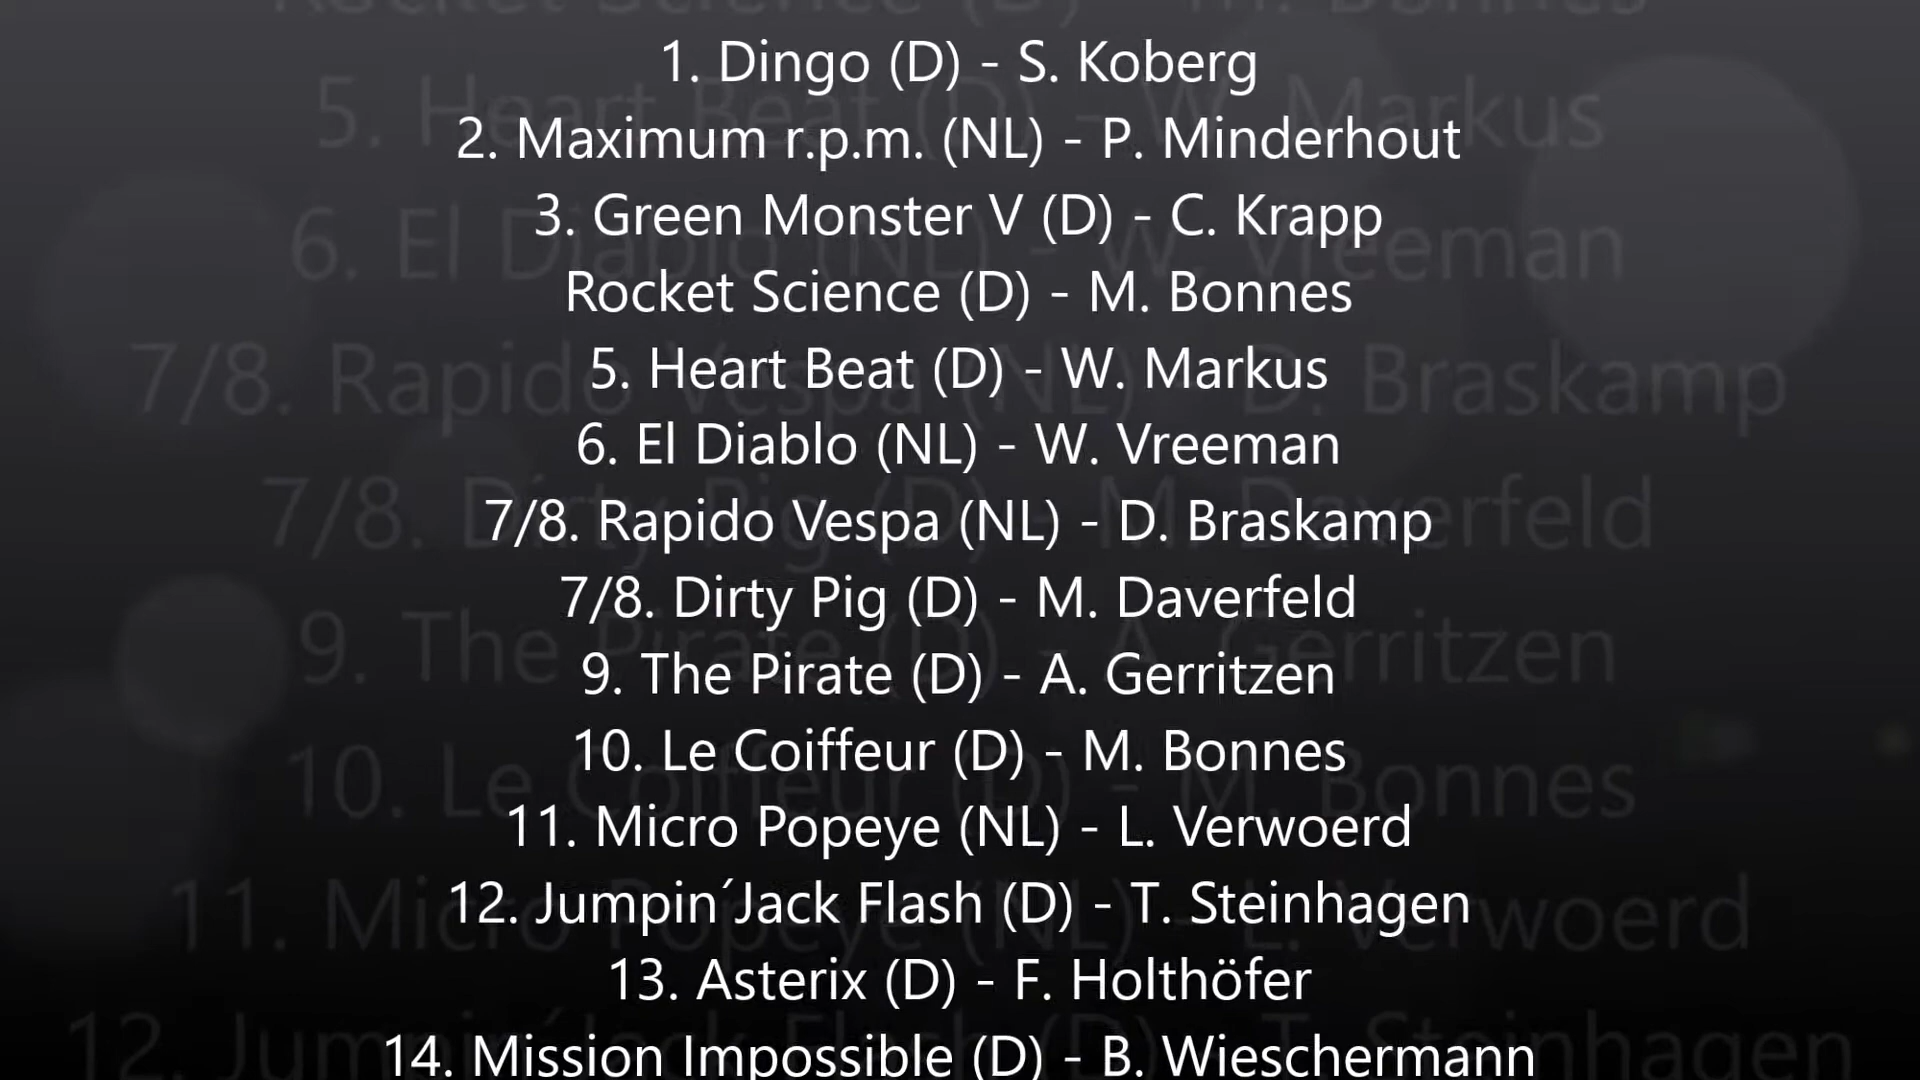 1. Dingo (D) - S. Koberg
2. Maximum r.p.m. (NL) - P. Minderhout
3. Green Monster V (D) - C. Krapp
Rocket Science (D) - M. Bonnes
5. Heart Beat (D) - W. Markus
6. El Diablo (NL) - W. Vreeman
7/8. Rapido Vespa (NL) - D. Braskamp
7/8. Dirty Pig (D) - M. Daverfeld
9. The Pirate (D) - A. Gerritzen
10. Le Coiffeur (D) - M. Bonnes
11. Micro Popeye (NL) - L. Verwoerd
12. Jumpin´Jack Flash (D) - T. Steinhagen
13. Asterix (D) - F. Holthöfer
14. Mission Impossible (D) - B. Wieschermann